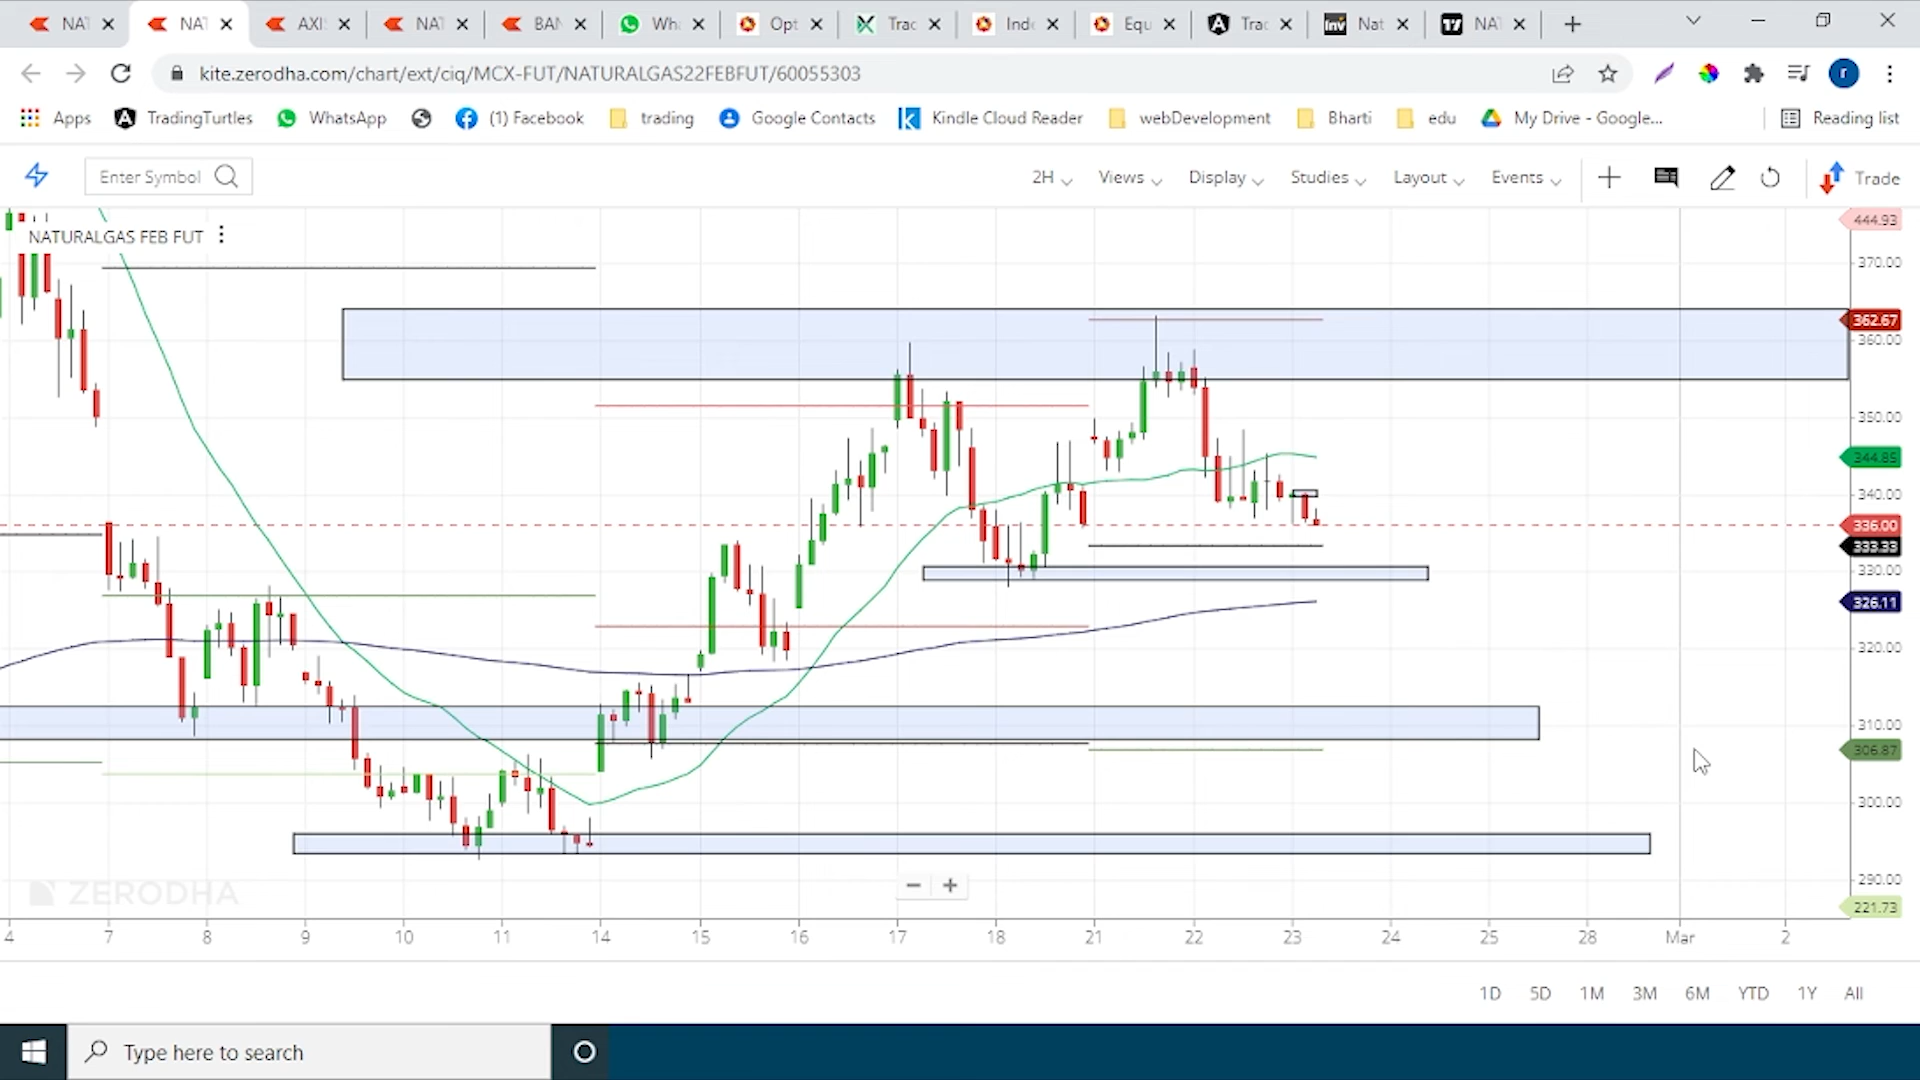 NAT
NAT
AXI
NAT
BAN
Wh
Opt
Trac
Ind
Equ
Trac
Inv Nat
NA
kite.zerodha.com/chart/ext/ciq/MCX-FUT/NATURALGAS22FEBFUT/60055303
r
Apps TradingTurtles WhatsApp (1) Facebook trading Google Contacts Kindle Cloud Reader webDevelopment Bharti edu My Drive - Google... Reading list
Enter Symbol 2H Views Display Studies Layout Events Trade
NATURALGAS FEB FUT
444.93
370.00
362.67
360.00
350.00
344.85
340.00
336.00
333.33
330.00
326.11
320.00
310.00
306.87
300.00
290.00
221.73
ZERODHA
4 7 8 9 10 11 14 15 16 17 18 21 22 23 24 25 28 Mar 2
1D 5D 1M 3M 6M YTD 1Y All
Type here to search